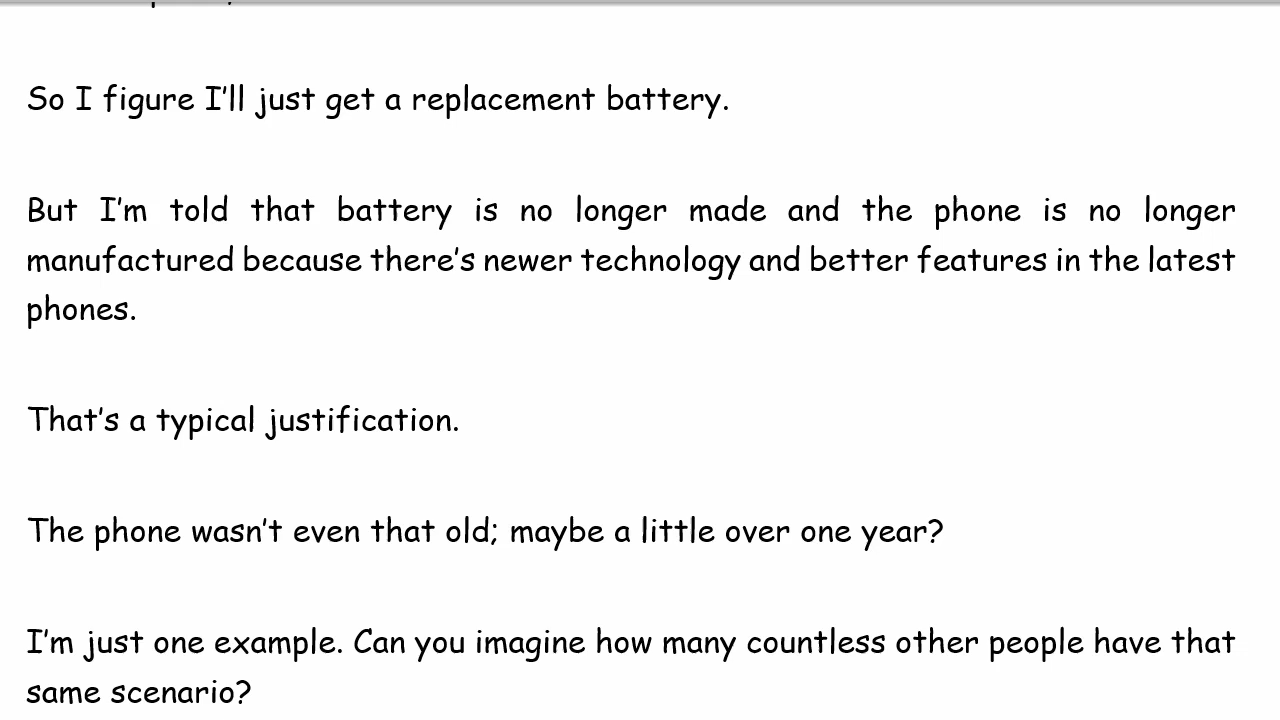 So I figure I'll just get a replacement battery.
But I'm told that battery is no longer made and the phone is no longer
manufactured because there's newer technology and better features in the latest
phones.
That's a typical justification.
The phone wasn't even that old; maybe a little over one year?
I'm just one example. Can you imagine how many countless other people have that
same scenario?